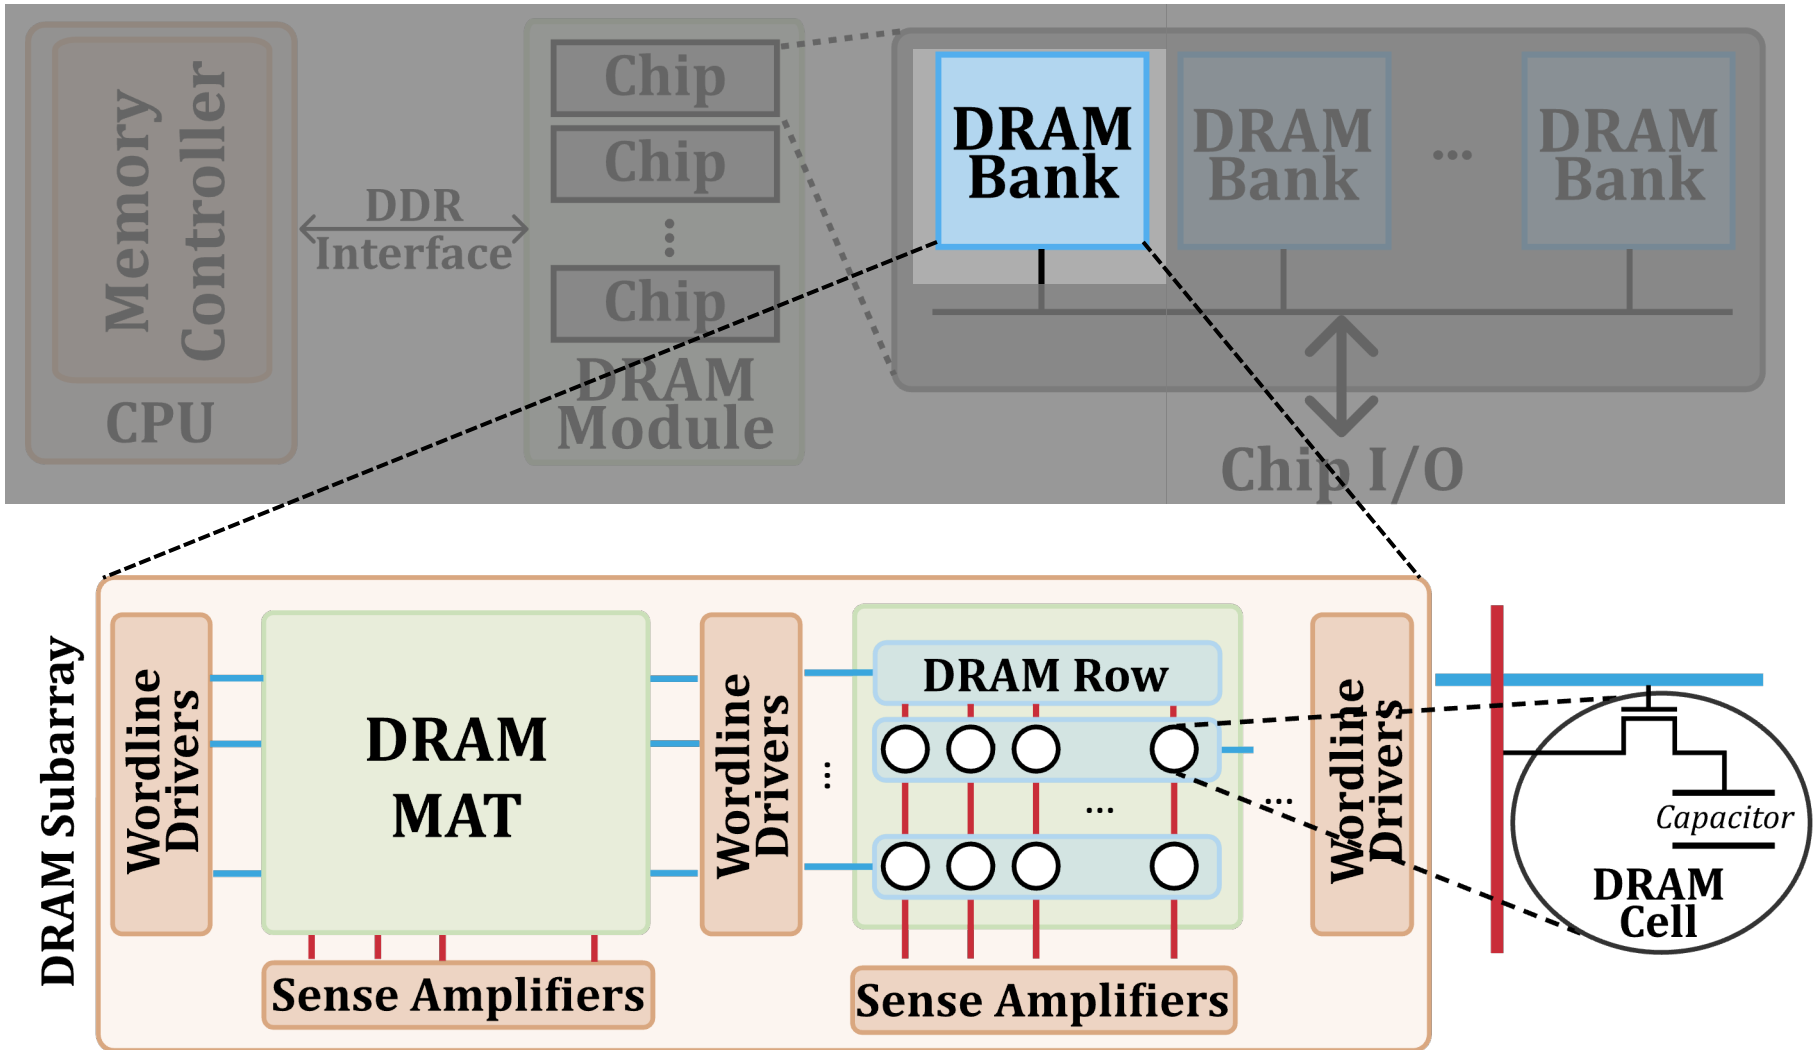 Memory
Controller
CPU
DDR
Interface
Chip
Chip
Chip
DRAM
Module
DRAM
Bank
DRAM
Bank
...
DRAM
Bank
Chip I/O
DRAM Subarray
Wordline
Drivers
DRAM
MAT
Sense Amplifiers
Wordline
Drivers
...
DRAM Row
...
Sense Amplifiers
...
Wordline
Drivers
Capacitor
DRAM
Cell